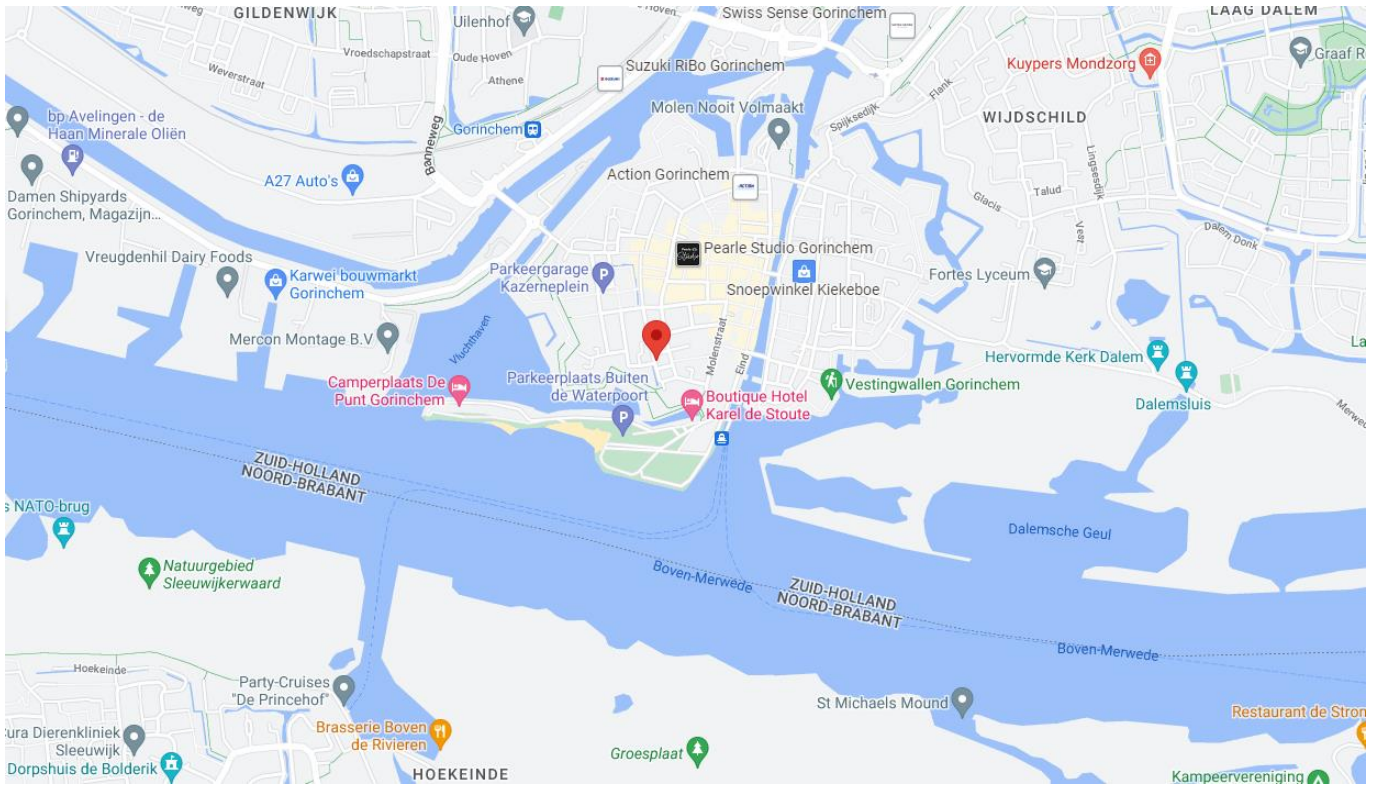 GILDENWIJK
Uilenhof
Oude Hoven
Hoven
Swiss Sense Gorinchem
LAAG DALEM
Vroedschapstraat
Weverstraat
Athene
Suzuki RiBo Gorinchem
Kuypers Mondzorg
Graaf R
bp Avelingen - de
Haan Minerale Oliën
Gorinchem
Banneweg
Molen Nooit Volmaakt
Spijksedijk
Flank
WIJDSCHILD
Lingsesdijk
A27 Auto's
Action Gorinchem
ACTION
Damen Shipyards
Gorinchem, Magazijn...
Glacis
Talud
Vest
Dalem Donk
Vreugdenhil Dairy Foods
Karwei bouwmarkt
Gorinchem
Parkeergarage
Kazerneplein
Pearle Studio Gorinchem
Snoepwinkel Kiekeboe
Fortes Lyceum
Mercon Montage B.V
Vluchthaven
Molenstraat
Eind
Hervormde Kerk Dalem
La
Camperplaats De
Punt Gorinchem
Parkeerplaats Buiten
de Waterpoort
Boutique Hotel
Karel de Stoute
Vestingwallen Gorinchem
Dalemsluis
Merwed
ZUID-HOLLAND
NOORD-BRABANT
s NATO-brug
Dalemsche Geul
Natuurgebied
Sleeuwijkerwaard
Boven-Merwede
ZUID-HOLLAND
NOORD-BRABANT
Boven-Merwede
Hoekeinde
Party-Cruises
"De Princehof"
St Michaels Mound
Restaurant de Stron
Brasserie Boven
de Rivieren
ura Dierenkliniek
Sleeuwijk
Dorpshuis de Bolderik
Groesplaat
HOEKEINDE
Kampeervereniging